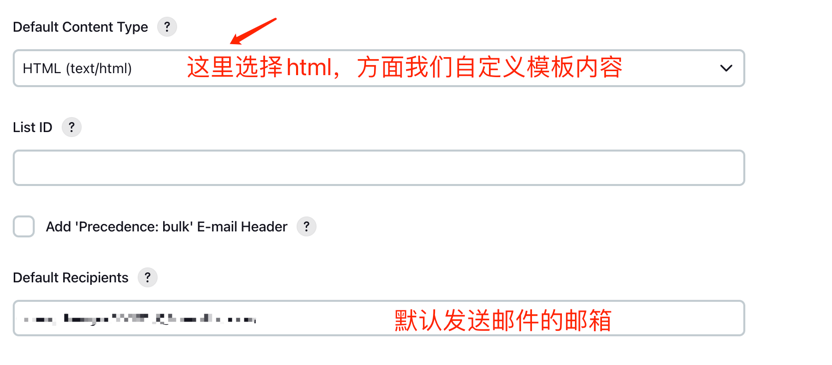 Default Content Type ?
HTML (text/html) 这里选择html，方面我们自定义模板内容
List ID ?
Add 'Precedence: bulk' E-mail Header ?
Default Recipients ?
默认发送邮件的邮箱